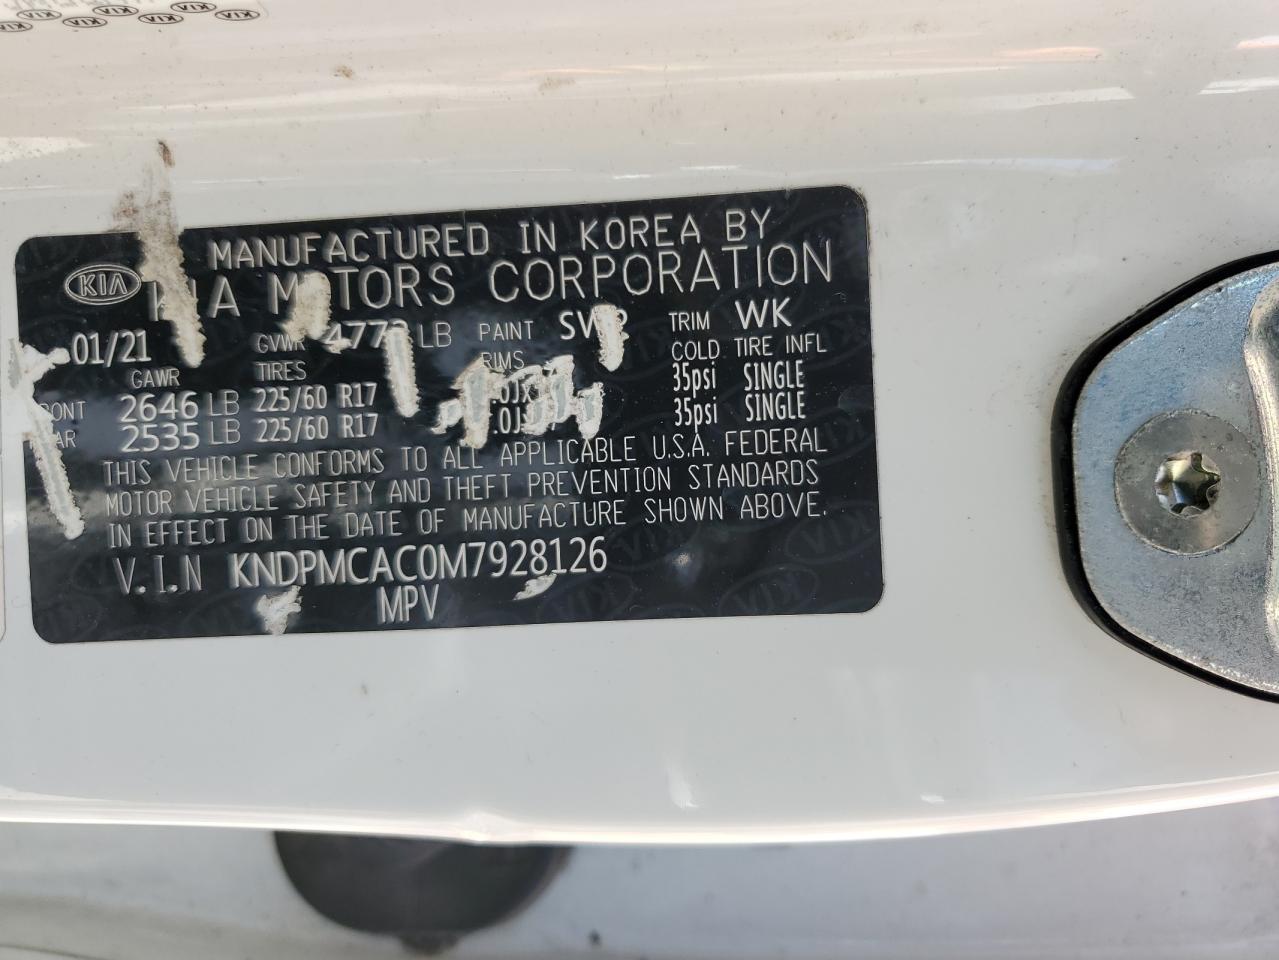 MANUFACTURED IN KOREA BY
KIA MOTORS CORPORATION
KIA
01/21 GVWR LB PAINT TRIM WK
GAWR TIRES RIMS COLD TIRE INFL
2646 LB 225/60 R17 35psi SINGLE
2535 LB 225/60 R17 35psi SINGLE
THIS VEHICLE CONFORMS TO ALL APPLICABLE U.S.A. FEDERAL
MOTOR VEHICLE SAFETY AND THEFT PREVENTION STANDARDS
IN EFFECT ON THE DATE OF MANUFACTURE SHOWN ABOVE.
V.I.N KNDPMCAC0M7928126
MPV